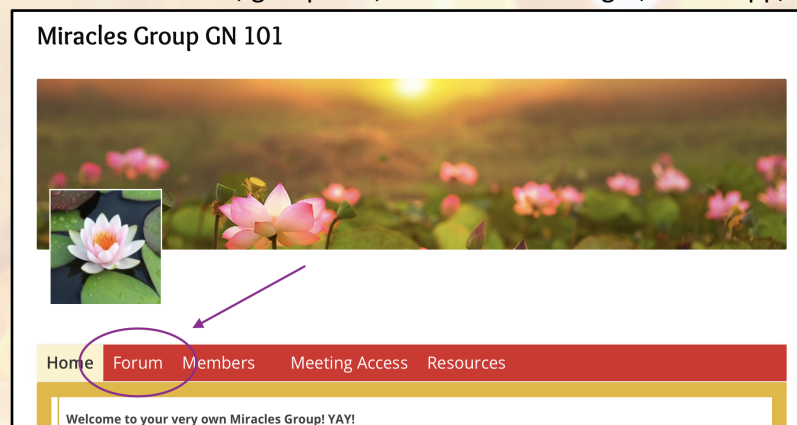 Miracles Group GN 101
Home Forum Members Meeting Access Resources
Welcome to your very own Miracles Group! YAY!